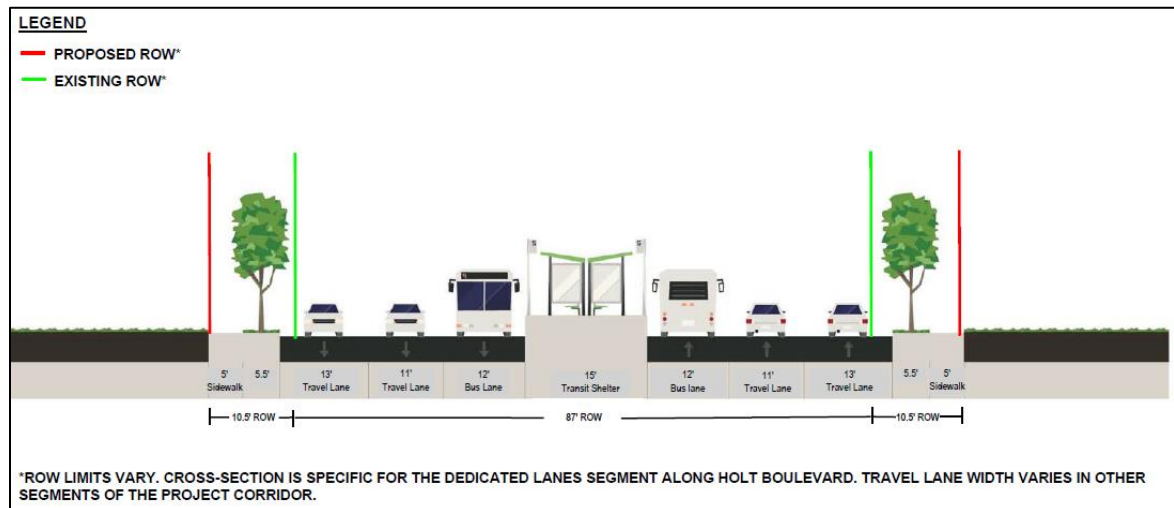 LEGEND
PROPOSED ROW*
EXISTING ROW*
5' 5.5' 13' 11' 12' 15' 12' 11' 13' 5.5' 5'
Sidewalk Travel Lane Travel Lane Bus Lane Transit Shelter Bus lane Travel Lane Travel Lane Sidewalk
10.5' ROW 87' ROW 10.5' ROW
*ROW LIMITS VARY. CROSS-SECTION IS SPECIFIC FOR THE DEDICATED LANES SEGMENT ALONG HOLT BOULEVARD. TRAVEL LANE WIDTH VARIES IN OTHER
SEGMENTS OF THE PROJECT CORRIDOR.